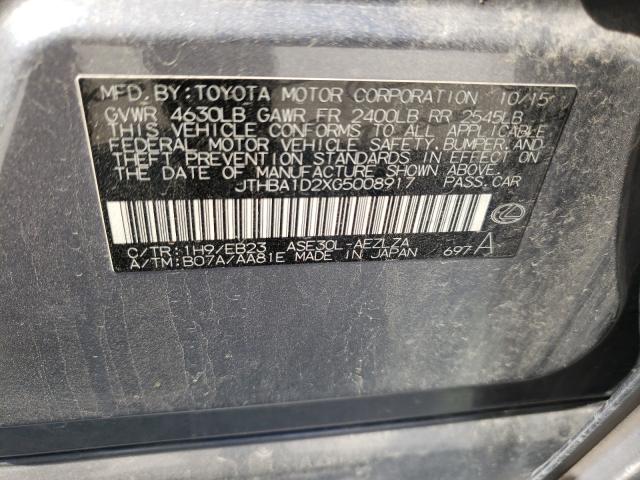 MFD. BY: TOYOTA MOTOR CORPORATION 10/15
GVWR 4630LB GAWR FR 2400LB RR 2545LB
THIS VEHICLE CONFORMS TO ALL APPLICABLE
FEDERAL MOTOR VEHICLE SAFETY, BUMPER, AND
THEFT PREVENTION STANDARDS IN EFFECT ON
THE DATE OF MANUFACTURE SHOWN ABOVE.
JTHBA1D2XG5008917 PASS. CAR
C/TR: 1H9/EB23 ASE30L-AEZLZA
A/TM: B07A/AA81E MADE IN JAPAN 697 A